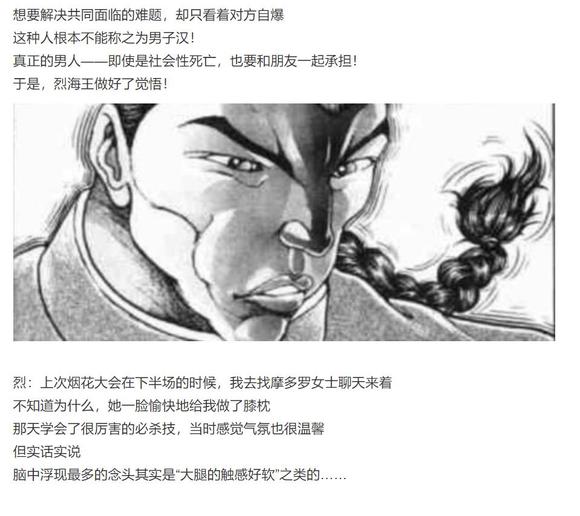 想要解决共同面临的难题，却只看着对方自爆
这种人根本不能称之为男子汉！
真正的男人——即使是社会性死亡，也要和朋友一起承担！
于是，烈海王做好了觉悟！
烈：上次烟花大会在下半场的时候，我去找摩多罗女士聊天来着
不知道为什么，她一脸愉快地给我做了膝枕
那天学会了很厉害的必杀技，当时感觉气氛也很温馨
但实话实说
脑中浮现最多的念头其实是“大腿的触感好软”之类的……